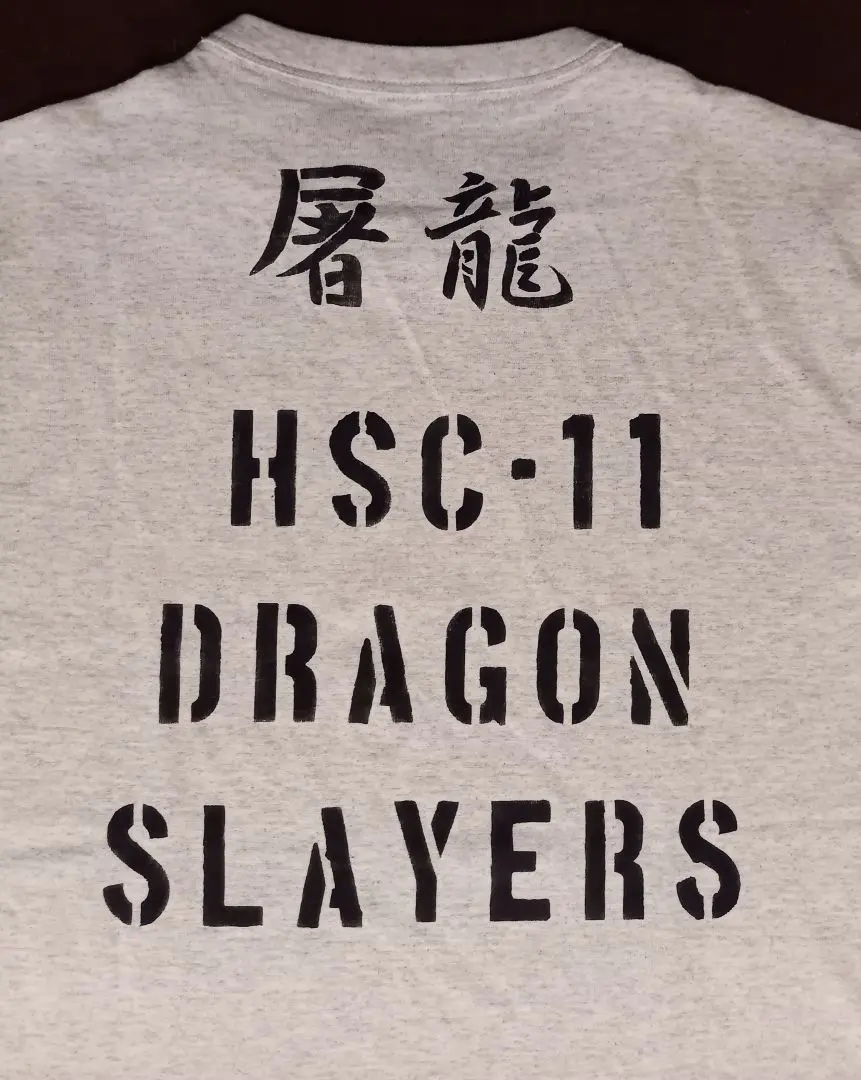 屠龍
HSC-11
DRAGON
SLAYERS